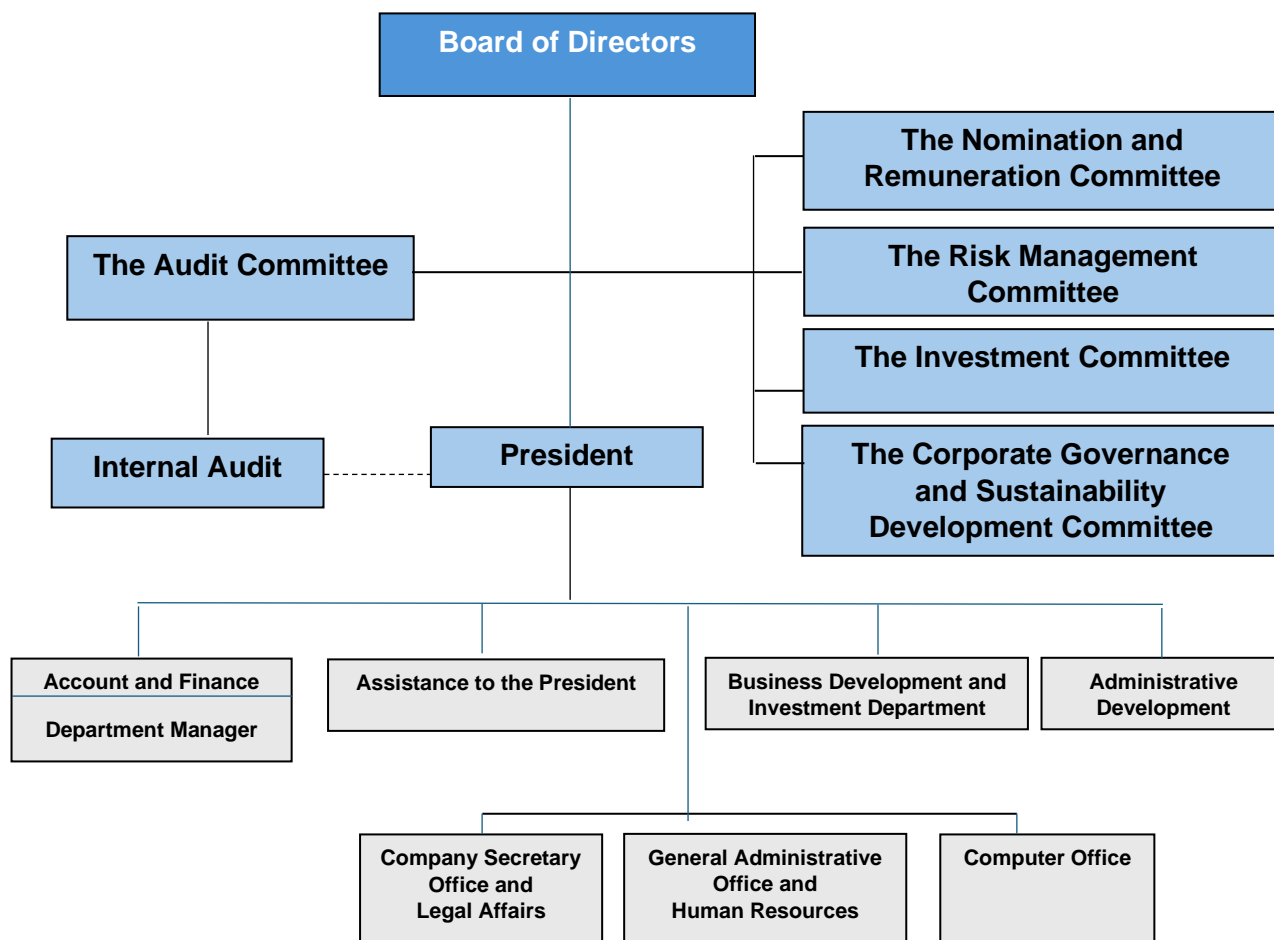 Board of Directors
The Nomination and
Remuneration Committee
The Audit Committee
The Risk Management
Committee
The Investment Committee
Internal Audit
President
The Corporate Governance
and Sustainability
Development Committee
Account and Finance
Department Manager
Assistance to the President
Business Development and
Investment Department
Administrative
Development
Company Secretary
Office and
Legal Affairs
General Administrative
Office and
Human Resources
Computer Office